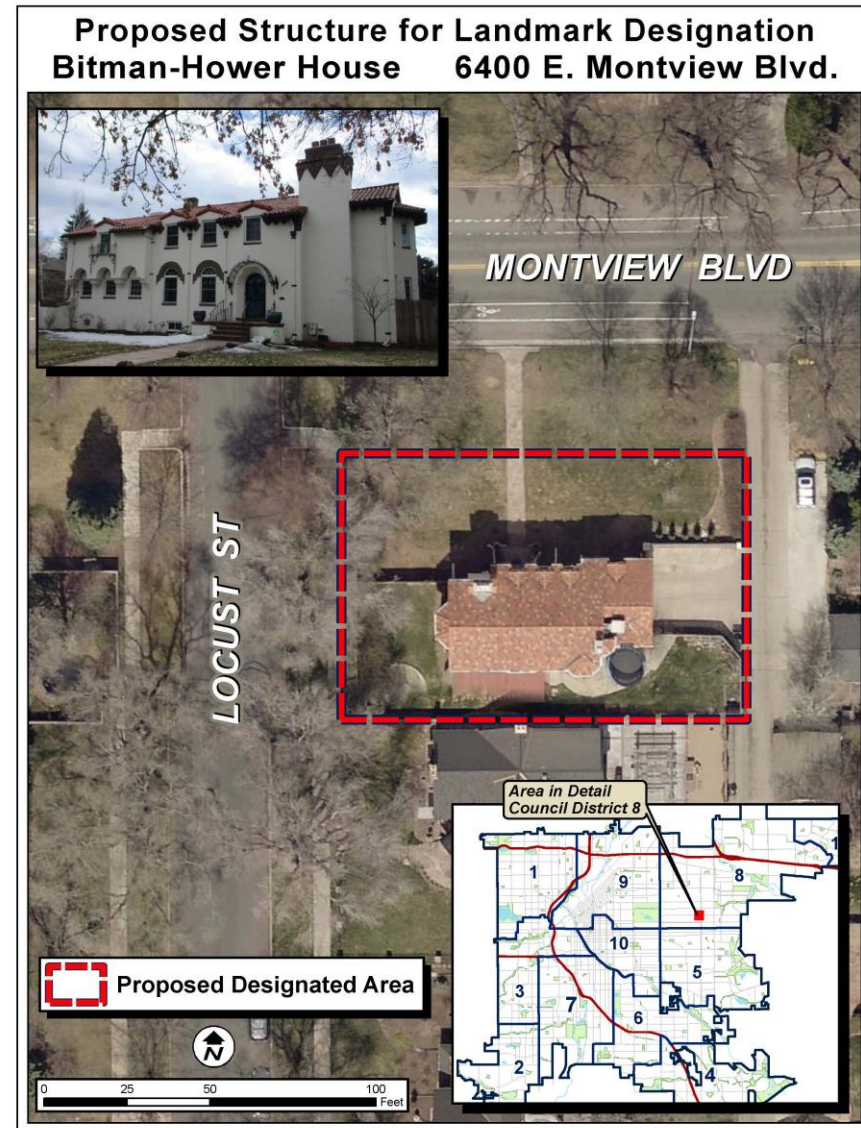 Proposed Structure for Landmark Designation
Bitman-Hower House 6400 E. Montview Blvd.
MONTVIEW BLVD
LOCUST ST
Area in Detail
Council District 8
1
9
8
1
10
3
7
5
6
2
4
Proposed Designated Area
N
0 25 50 100
Feet